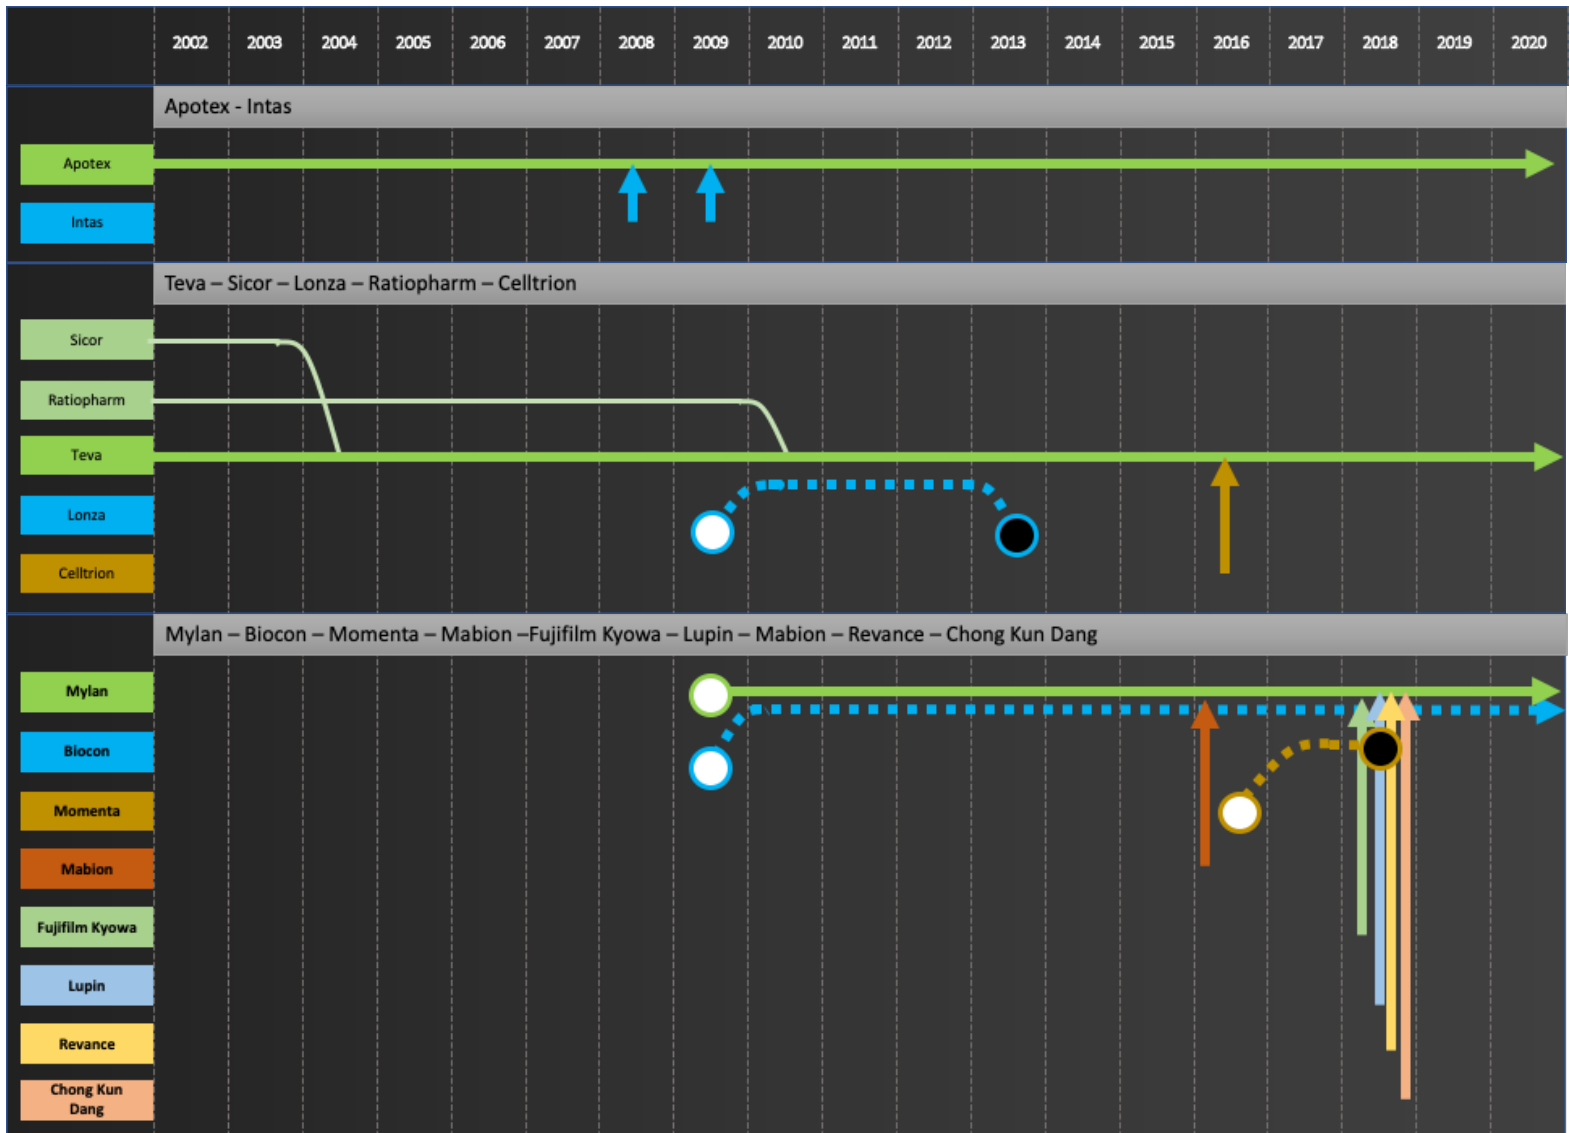 2002 2003 2004 2005 2006 2007 2008 2009 2010 2011 2012 2013 2014 2015 2016 2017 2018 2019 2020
Apotex - Intas
Apotex
Intas
Teva – Sicor – Lonza – Ratiopharm – Celltrion
Sicor
Ratiopharm
Teva
Lonza
Celltrion
Mylan – Biocon – Momenta – Mabion –Fujifilm Kyowa – Lupin – Mabion – Revance – Chong Kun Dang
Mylan
Biocon
Momenta
Mabion
Fujifilm Kyowa
Lupin
Revance
Chong Kun
Dang